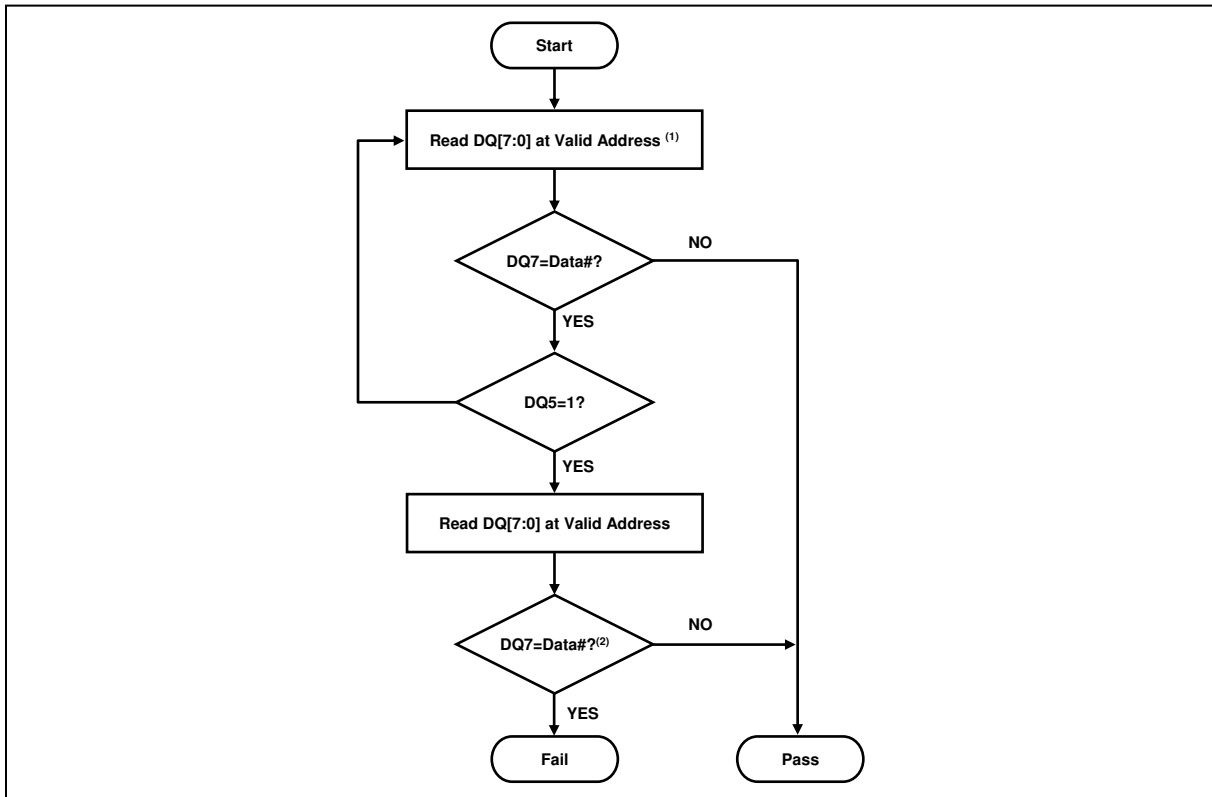 Start
Read DQ[7:0] at Valid Address (1)
DQ7=Data#?
NO
YES
DQ5=1?
YES
Read DQ[7:0] at Valid Address
DQ7=Data#?(2)
NO
YES
Fail
Pass